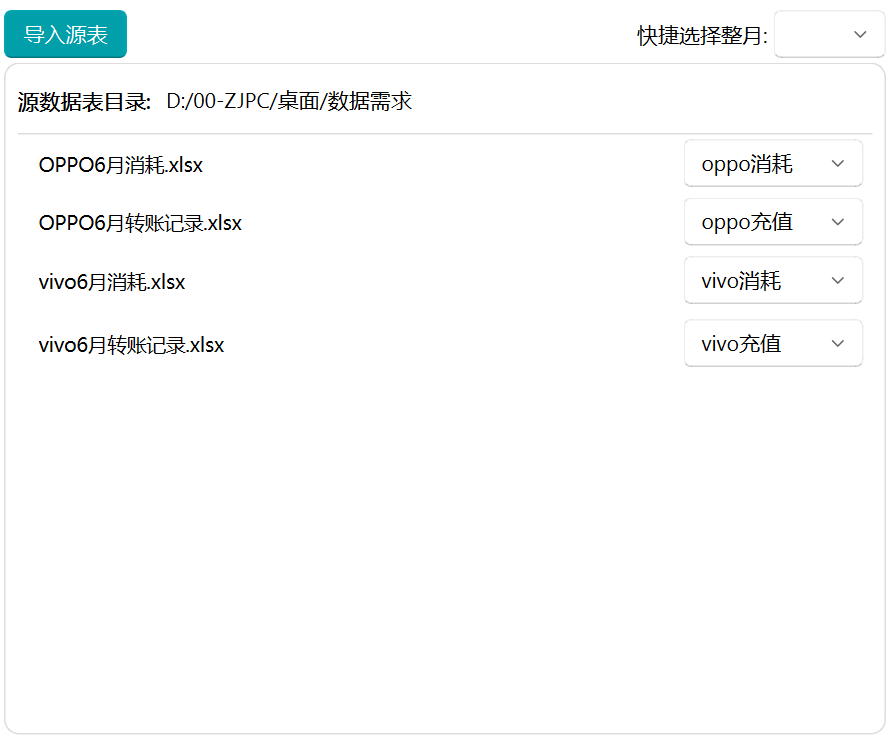 导入源表 快捷选择整月:
源数据表目录: D:/00-ZJPC/桌面/数据需求
OPPO6月消耗.xlsx oppo消耗
OPPO6月转账记录.xlsx oppo充值
vivo6月消耗.xlsx vivo消耗
vivo6月转账记录.xlsx vivo充值